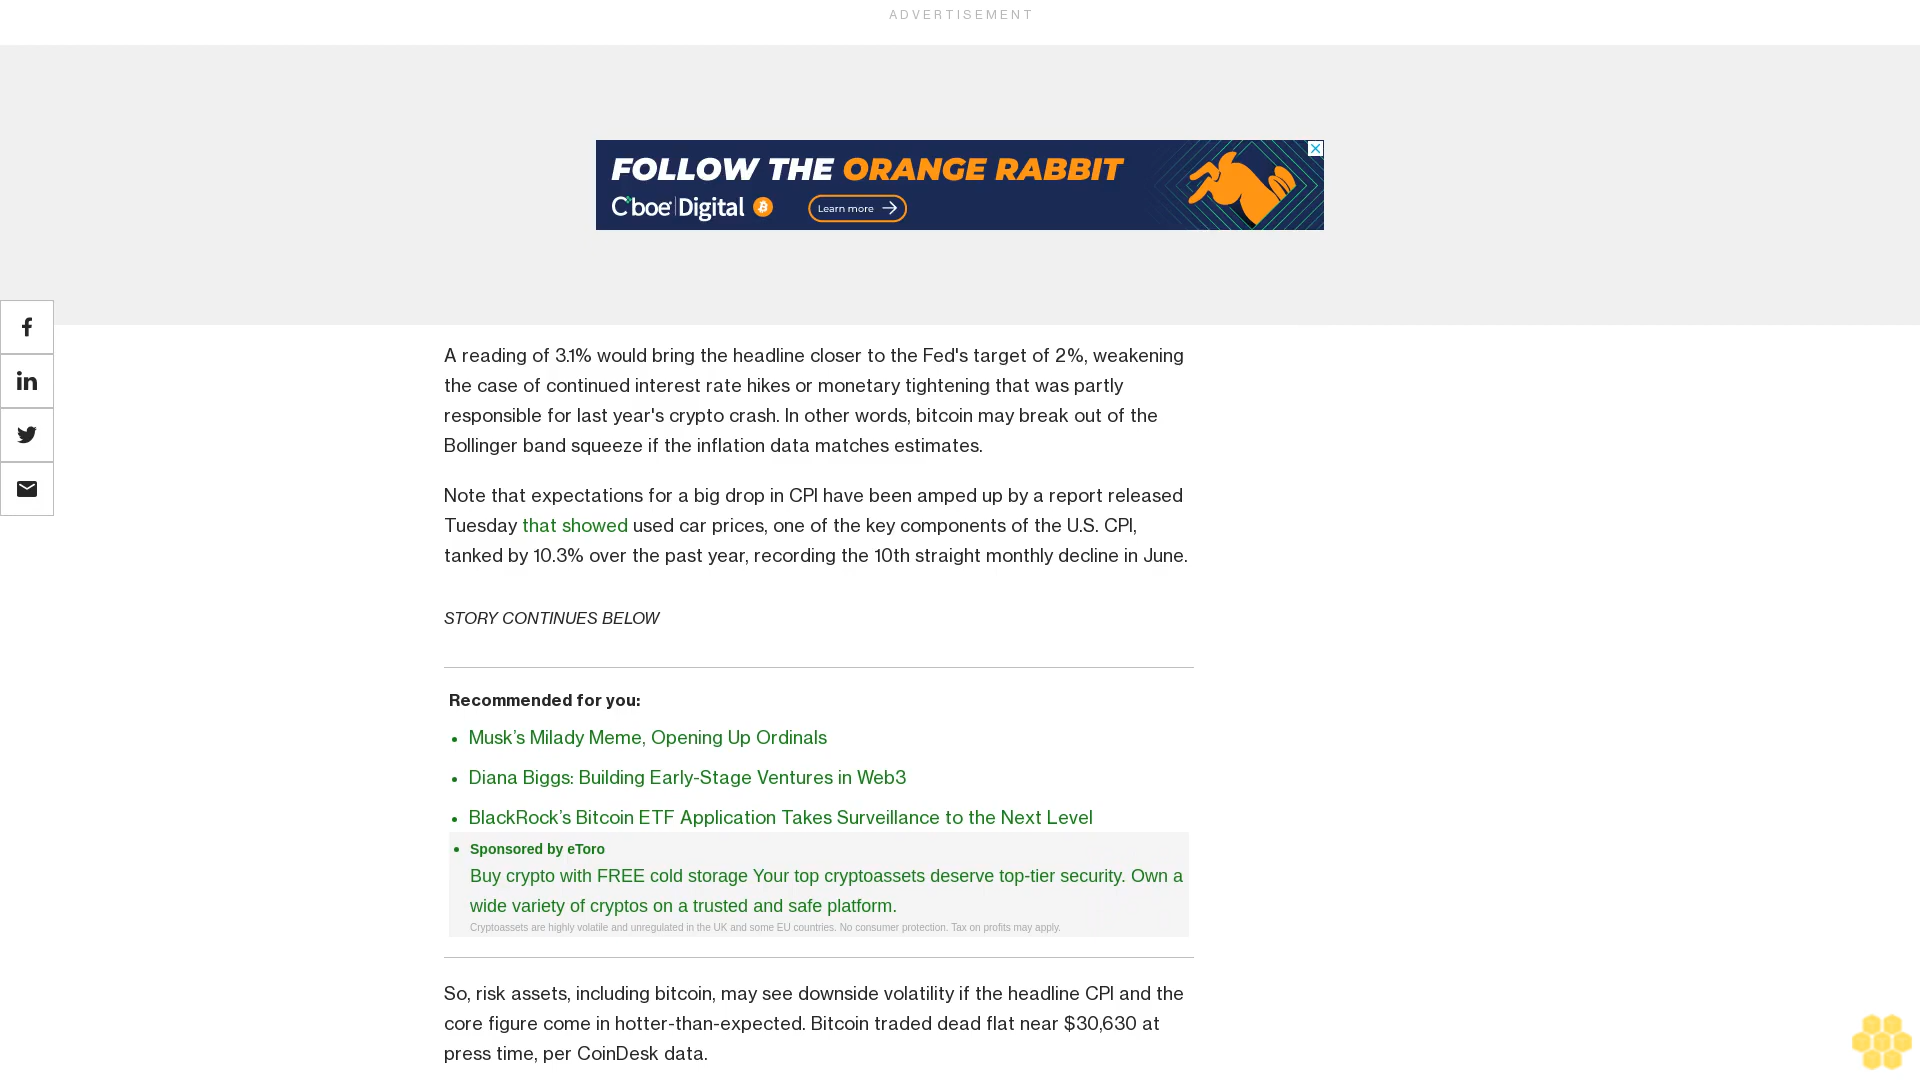 ADVERTISEMENT
FOLLOW THE ORANGE RABBIT
Cboe Digital
Learn more
A reading of 3.1% would bring the headline closer to the Fed's target of 2%, weakening
the case of continued interest rate hikes or monetary tightening that was partly
responsible for last year's crypto crash. In other words, bitcoin may break out of the
Bollinger band squeeze if the inflation data matches estimates.
Note that expectations for a big drop in CPI have been amped up by a report released
Tuesday that showed used car prices, one of the key components of the U.S. CPI,
tanked by 10.3% over the past year, recording the 10th straight monthly decline in June.
STORY CONTINUES BELOW
Recommended for you:
• Musk’s Milady Meme, Opening Up Ordinals
• Diana Biggs: Building Early-Stage Ventures in Web3
• BlackRock’s Bitcoin ETF Application Takes Surveillance to the Next Level
• Sponsored by eToro
Buy crypto with FREE cold storage Your top cryptoassets deserve top-tier security. Own a
wide variety of cryptos on a trusted and safe platform.
Cryptoassets are highly volatile and unregulated in the UK and some EU countries. No consumer protection. Tax on profits may apply.
So, risk assets, including bitcoin, may see downside volatility if the headline CPI and the
core figure come in hotter-than-expected. Bitcoin traded dead flat near $30,630 at
press time, per CoinDesk data.